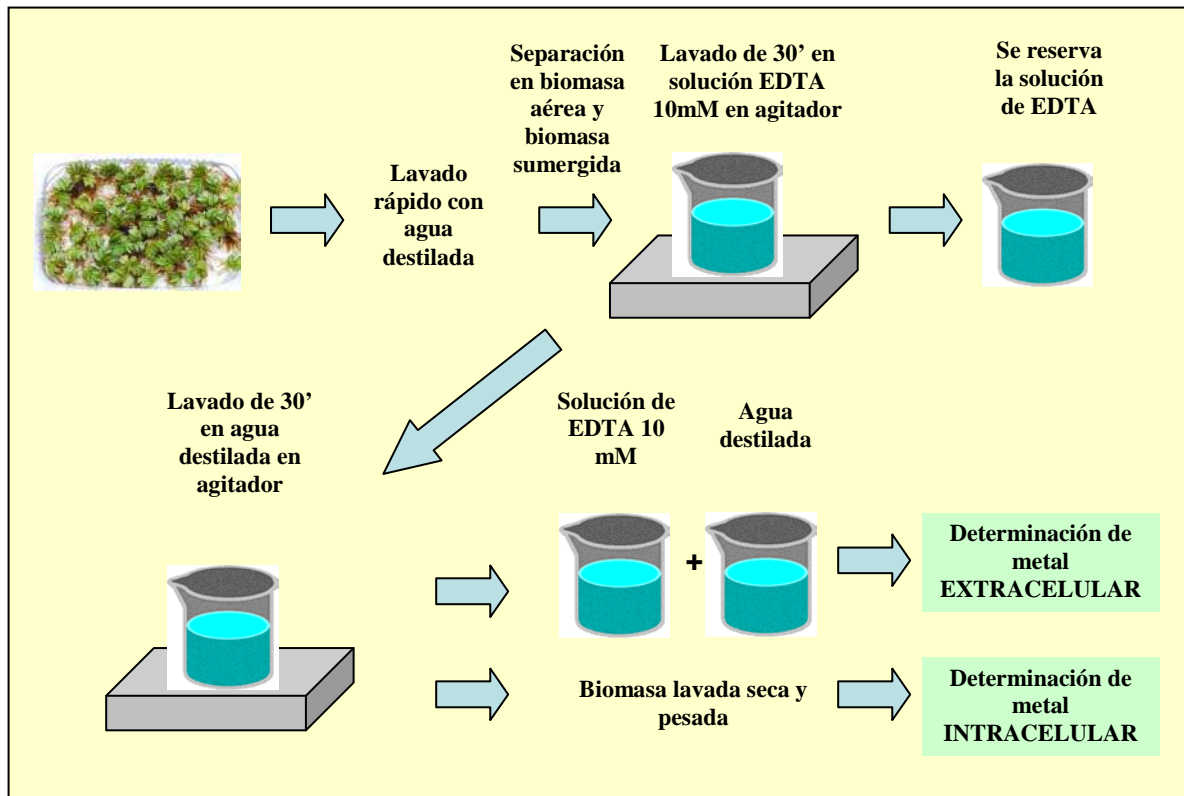 Lavado
rápido con
agua
destilada
Separación
en biomasa
aérea y
biomasa
sumergida
Lavado de 30’ en
solución EDTA
10mM en agitador
Se reserva
la solución
de EDTA
Lavado de 30’
en agua
destilada en
agitador
Solución de
EDTA 10
mM
Agua
destilada
+
Determinación de
metal
EXTRACELULAR
Biomasa lavada seca y
pesada
Determinación de
metal
INTRACELULAR